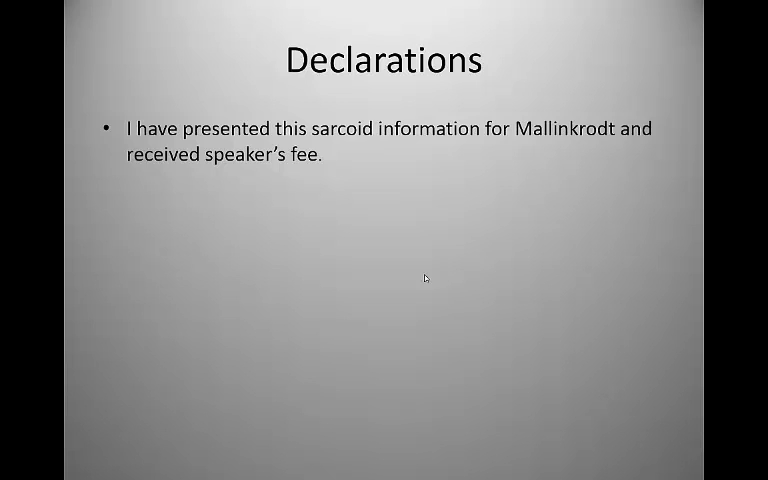 Declarations
• I have presented this sarcoid information for Mallinkrodt and
received speaker's fee.